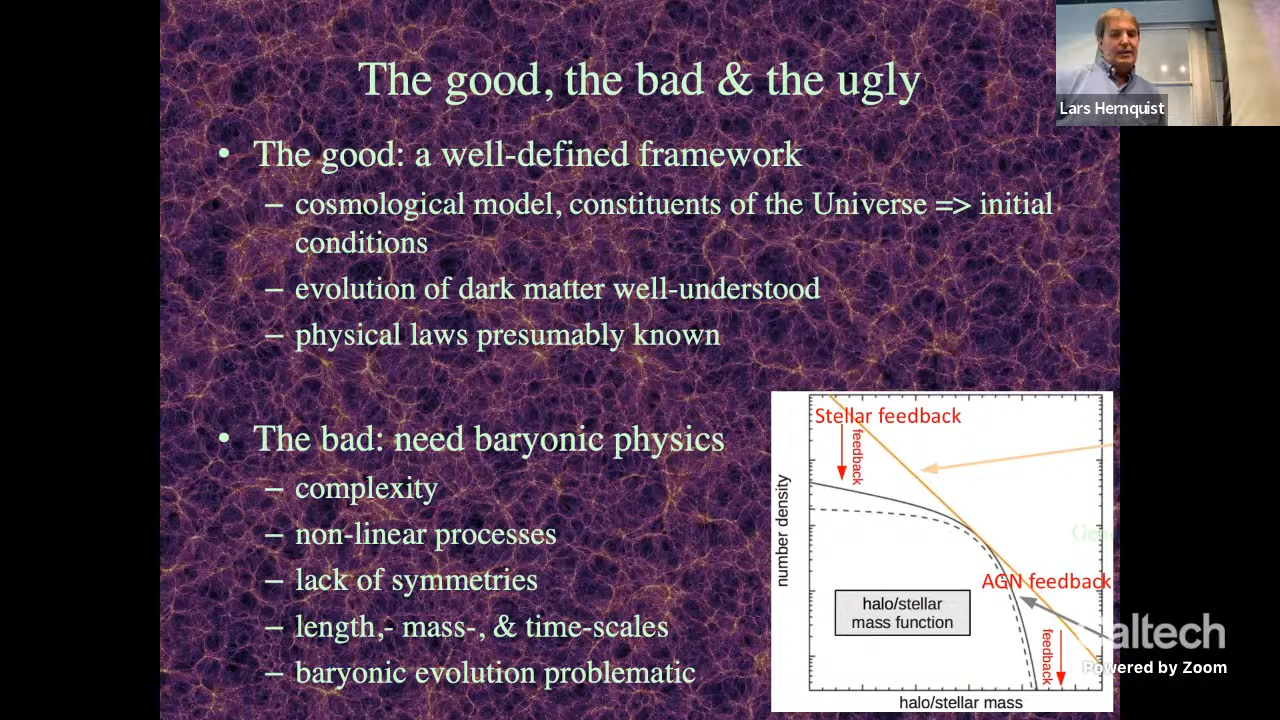 The good, the bad & the ugly
Lars Hernquist
• The good: a well-defined framework
– cosmological model, constituents of the Universe => initial
conditions
– evolution of dark matter well-understood
– physical laws presumably known
• The bad: need baryonic physics
– complexity
– non-linear processes
– lack of symmetries
– length,- mass-, & time-scales
– baryonic evolution problematic
Stellar feedback
feedback
number density
AGN feedback
halo/stellar
mass function
feedback
halo/stellar mass
altech
Powered by Zoom